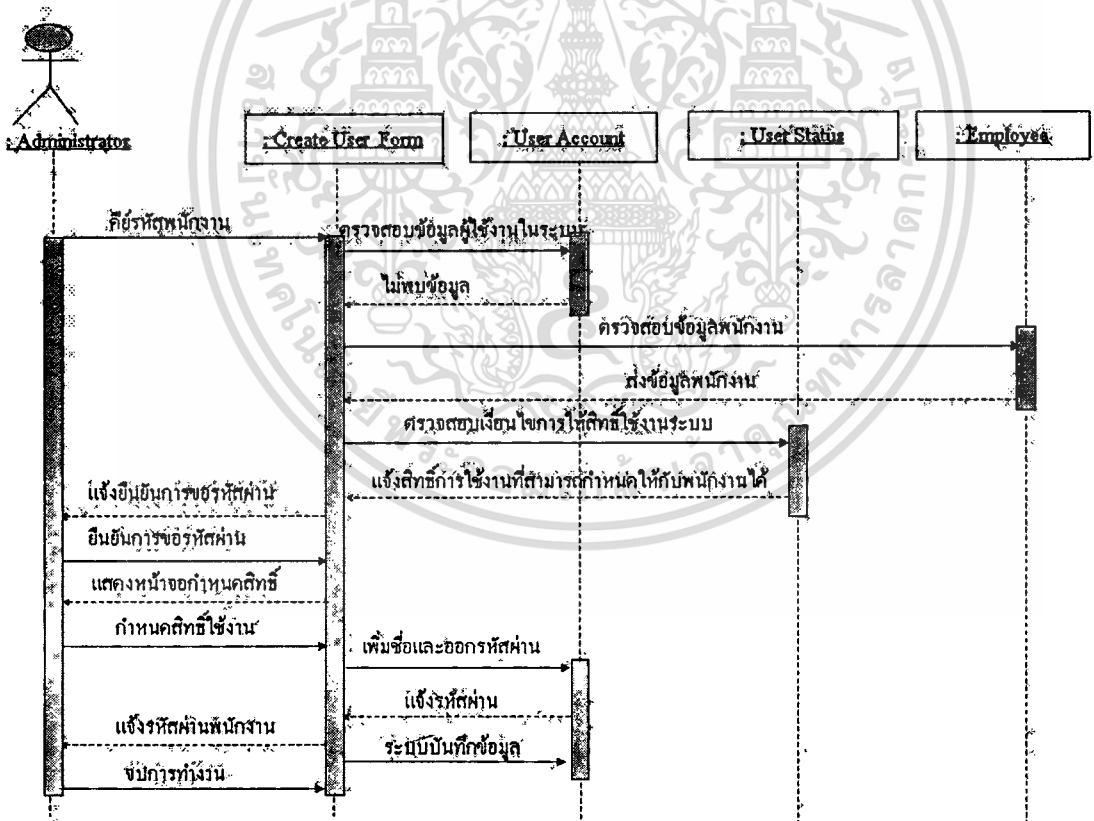 : Administrator
: Create User Form
: User Account
: User Status
: Employee
คีย์รหัสพนักงาน
ตรวจสอบข้อมูลผู้ใช้งานในระบบ
ไม่พบข้อมูล
ตรวจสอบข้อมูลพนักงาน
ส่งข้อมูลพนักงาน
ตรวจสอบเงื่อนไขการให้สิทธิ์ใช้งานระบบ
แจ้งสิทธิ์การใช้งานที่สามารถกำหนดให้กับพนักงานได้
แจ้งยืนยันการขอรหัสผ่าน
ยืนยันการขอรหัสผ่าน
แสดงหน้าจอกำหนดสิทธิ์
กำหนดสิทธิ์ใช้งาน
เพิ่มชื่อและออกรหัสผ่าน
แจ้งรหัสผ่าน
แจ้งรหัสผ่านพนักงาน
ระบบบันทึกข้อมูล
จบการทำงาน